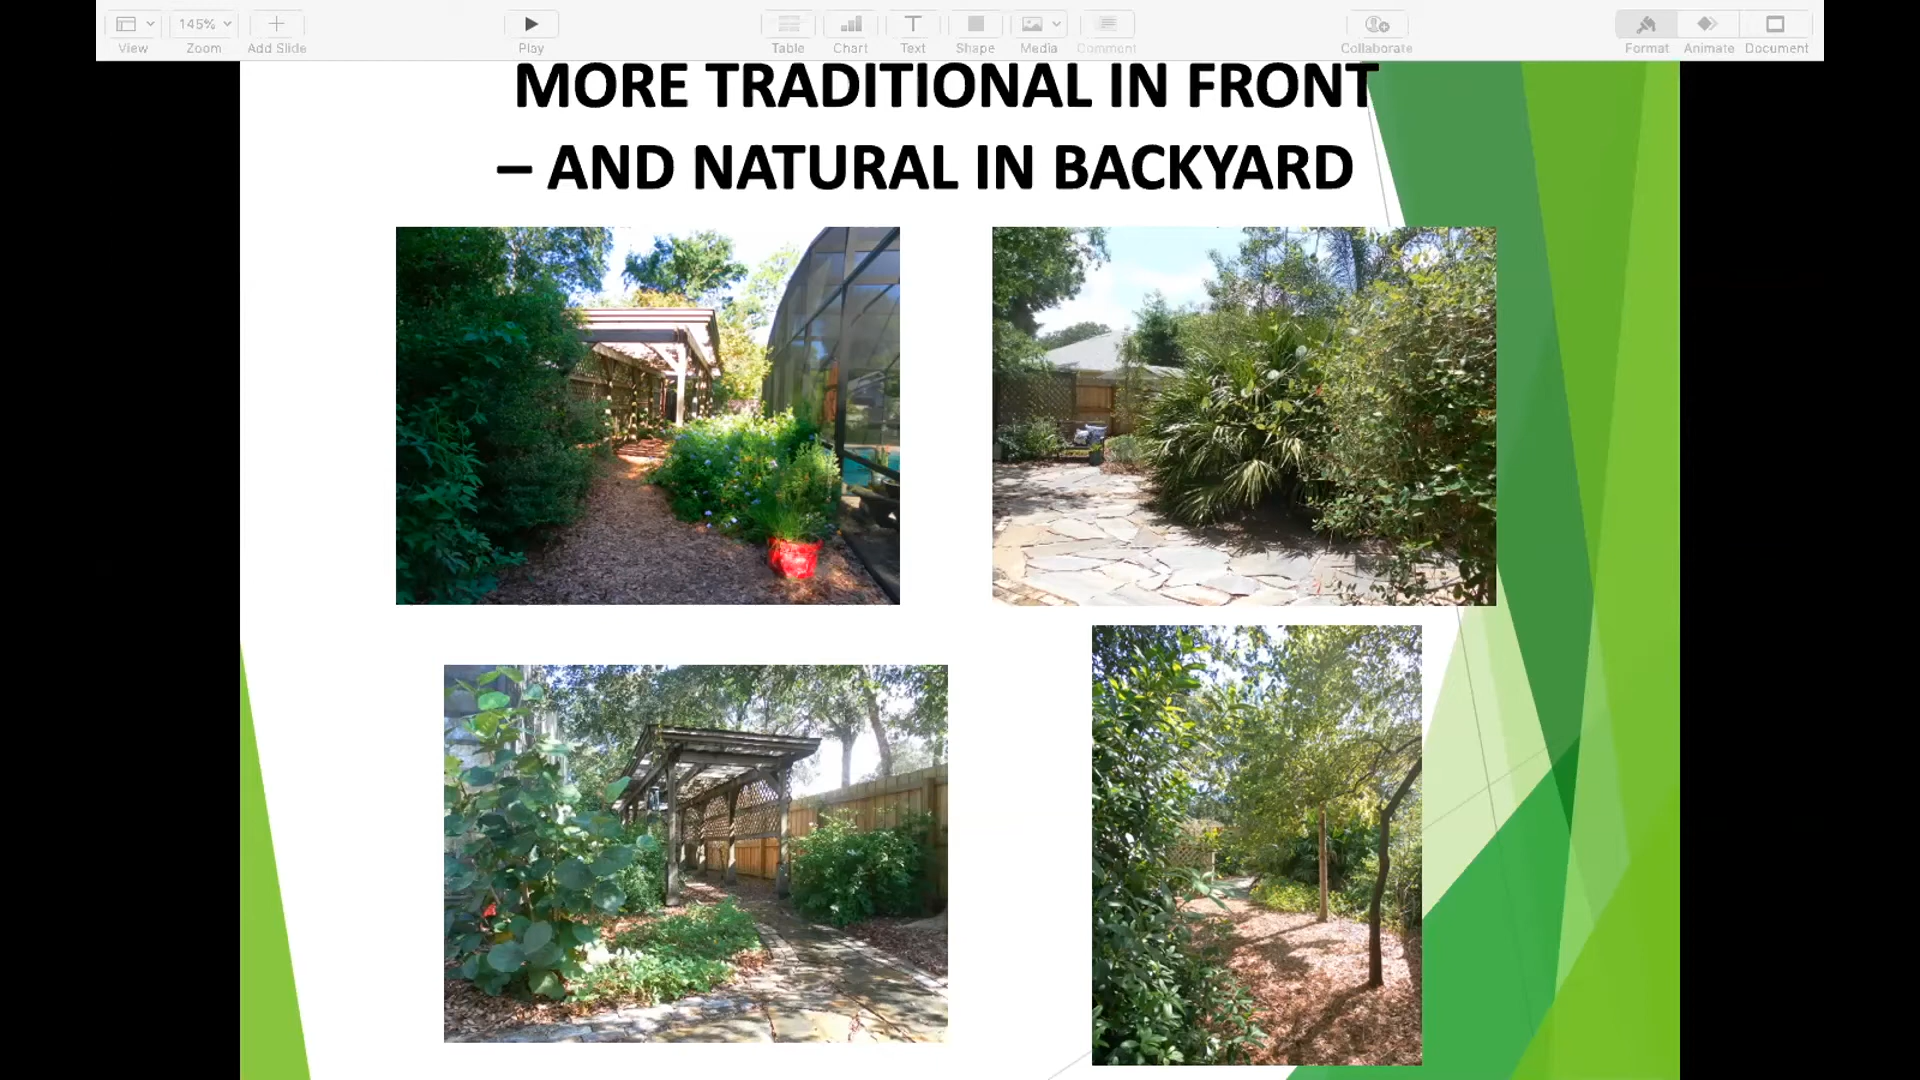 145%
View
Zoom
Add Slide
Play
Table
Chart
Text
Shape
Media
Comment
Collaborate
Format
Animate
Document
MORE TRADITIONAL IN FRONT
– AND NATURAL IN BACKYARD